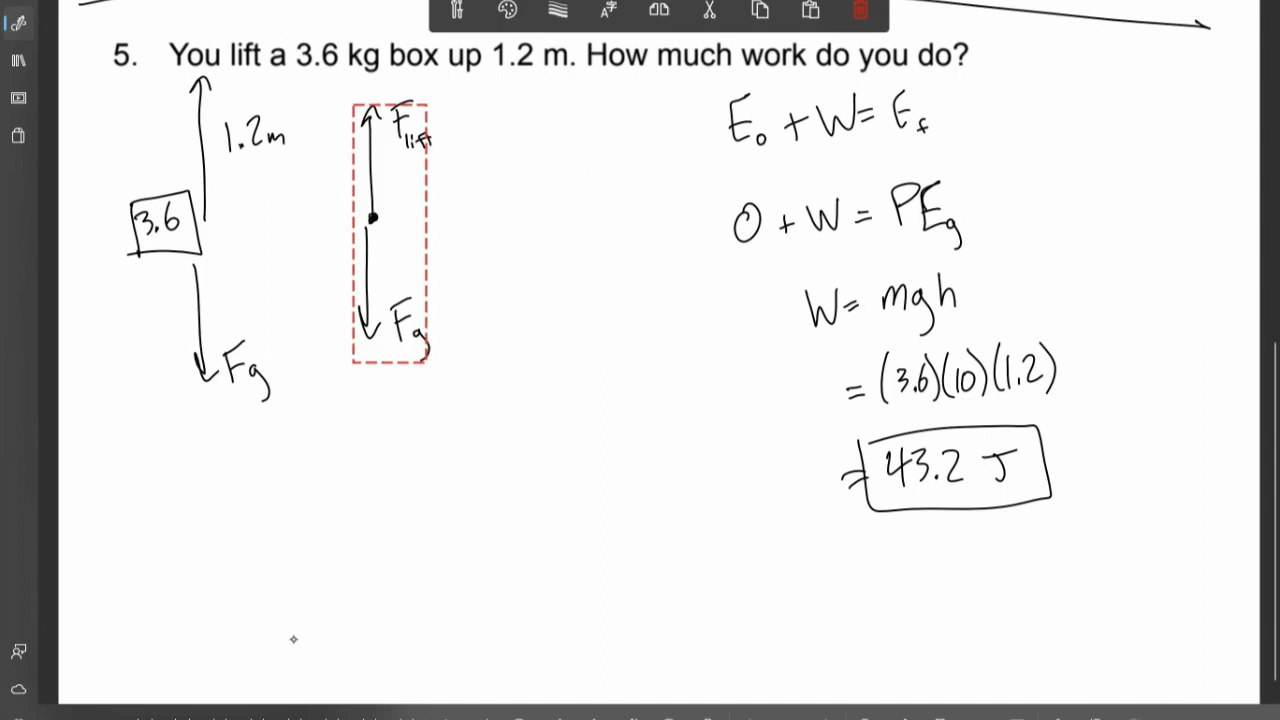 5. You lift a 3.6 kg box up 1.2 m. How much work do you do?
1.2m
3.6
Fg
Flift
Fg
E₀ + W = Ef
0 + W = PEg
W = mgh
= (3.6)(10)(1.2)
= 43.2 J